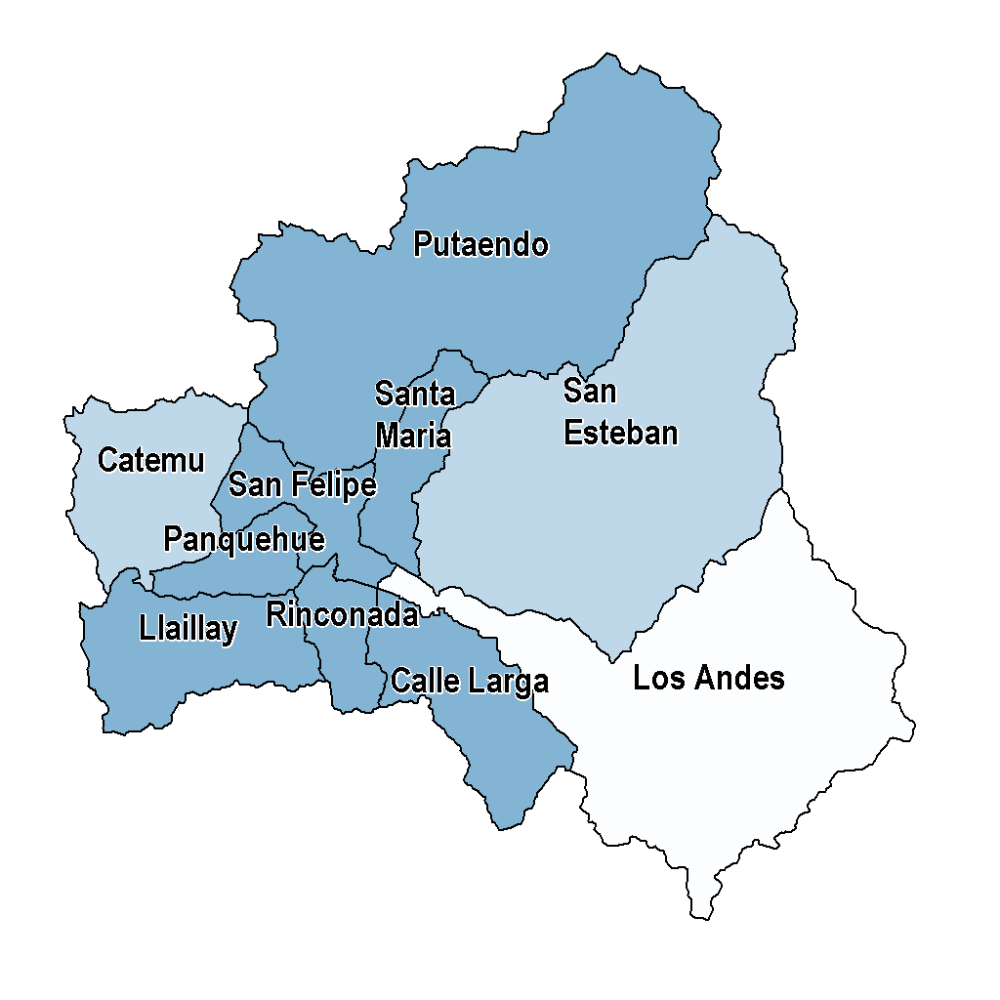 Putaendo
Santa
Maria
San
Esteban
Catemu
San Felipe
Panquehue
Llaillay
Rinconada
Calle Larga
Los Andes